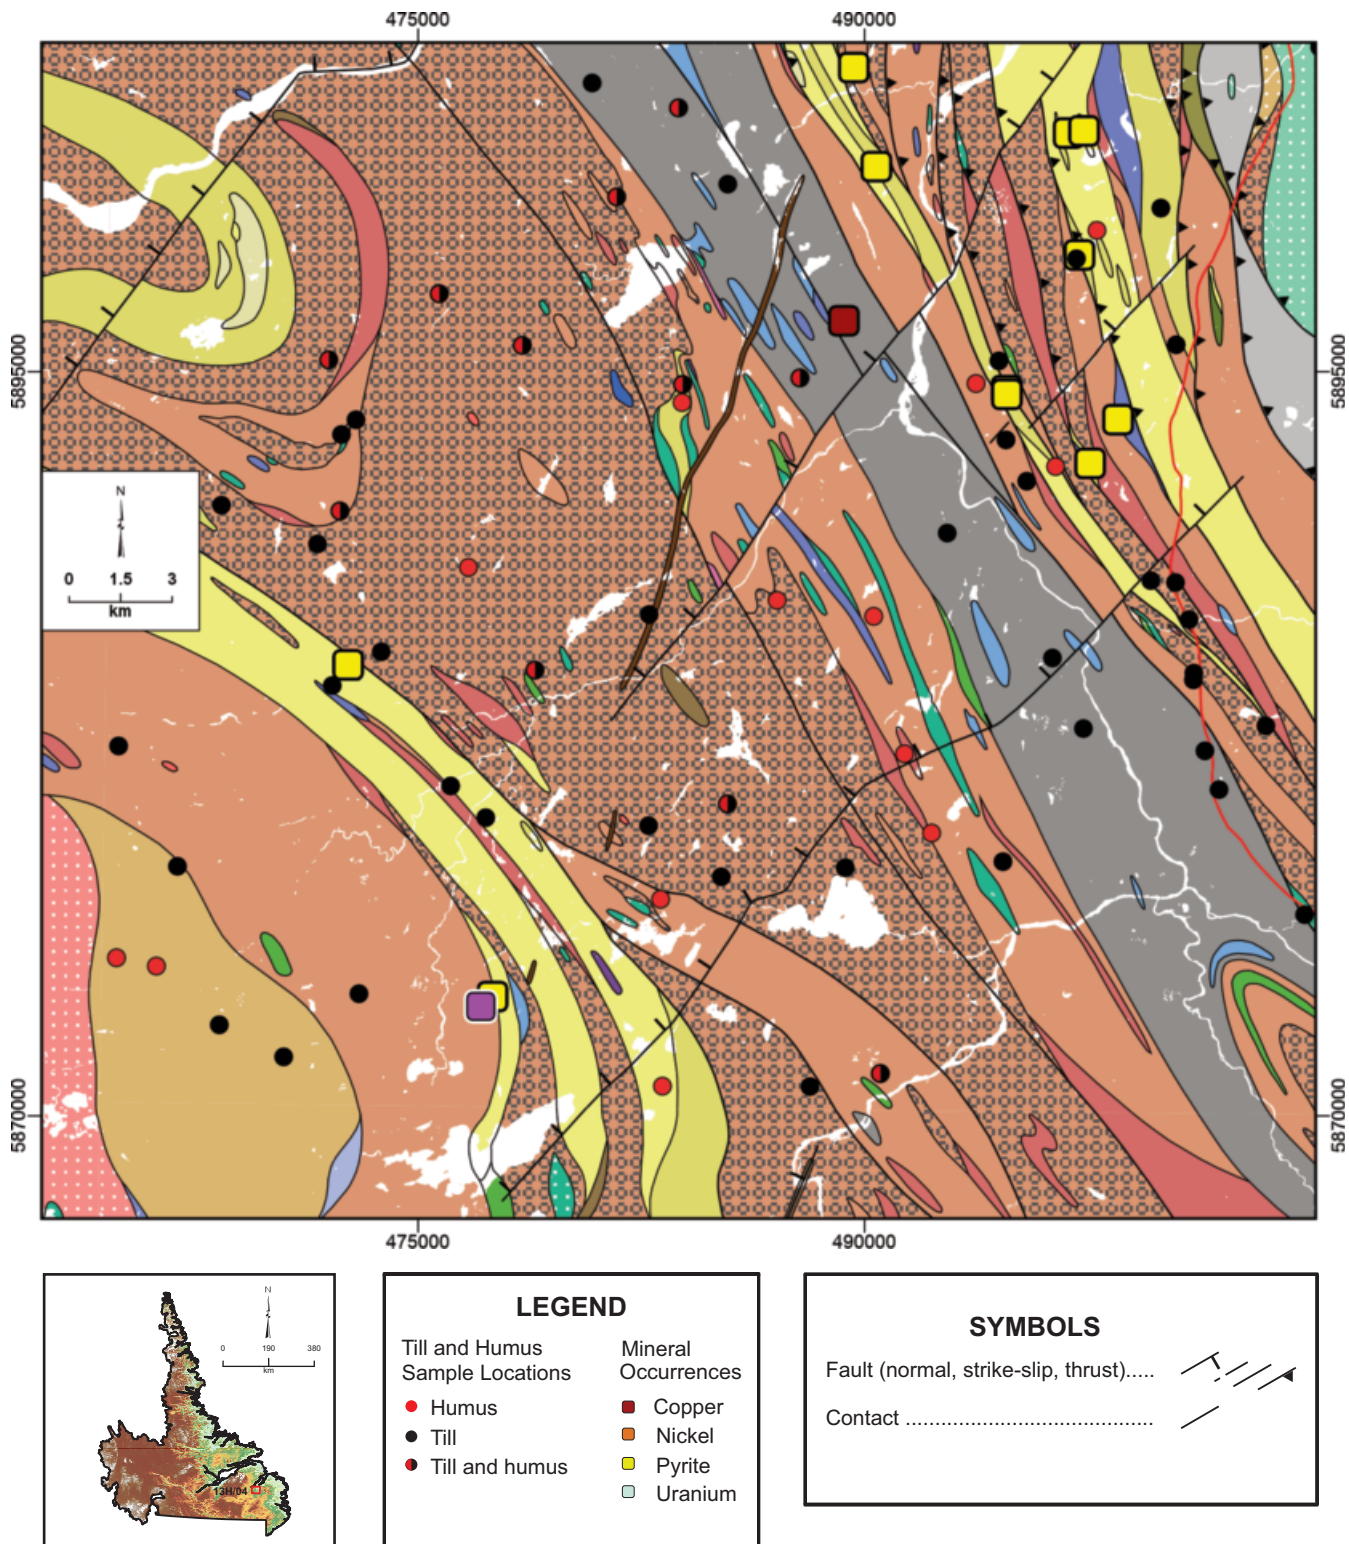 475000 490000
5895000 5895000
N
0 1.5 3
km
5870000 5870000
475000 490000
N
0 190 380
km
13H/04
LEGEND
Till and Humus
Sample Locations
Humus
Till
Till and humus
Mineral
Occurrences
Copper
Nickel
Pyrite
Uranium
SYMBOLS
Fault (normal, strike-slip, thrust).....
Contact ..........................................